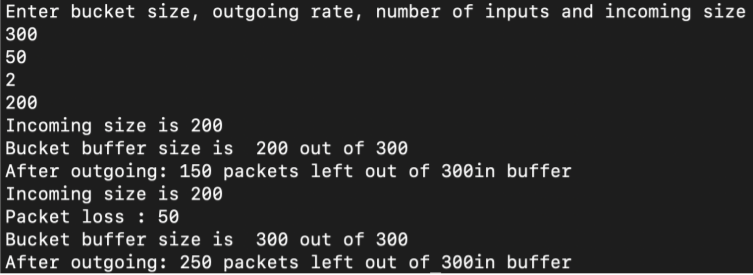 Enter bucket size, outgoing rate, number of inputs and incoming size
300
50
2
200
Incoming size is 200
Bucket buffer size is  200 out of 300
After outgoing: 150 packets left out of 300in buffer
Incoming size is 200
Packet loss : 50
Bucket buffer size is  300 out of 300
After outgoing: 250 packets left out of 300in buffer